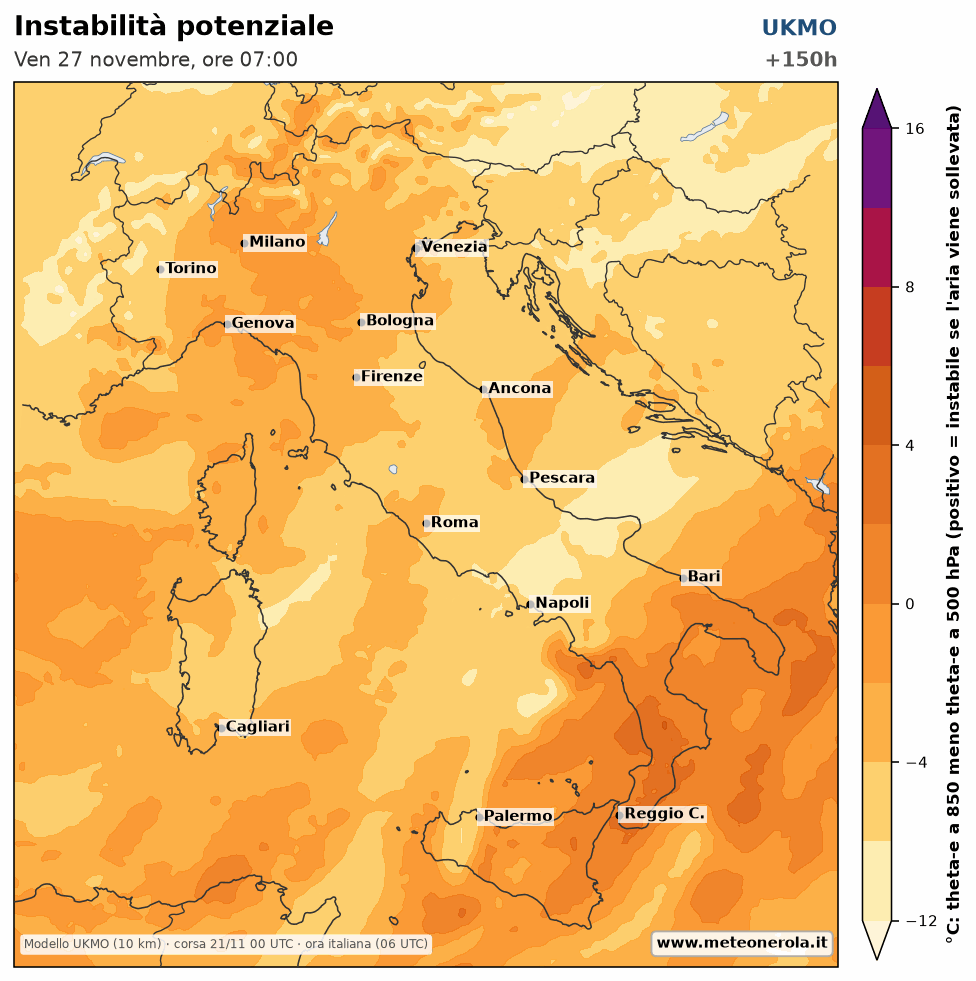 Instabilità potenziale
UKMO
Ven 27 novembre, ore 07:00
+150h
16
8
4
0
−4
−12
°C: theta-e a 850 meno theta-e a 500 hPa (positivo = instabile se l'aria viene sollevata)
Milano
Venezia
Torino
Genova
Bologna
Firenze
Ancona
Pescara
Roma
Bari
Napoli
Cagliari
Palermo
Reggio C.
Modello UKMO (10 km) · corsa 21/11 00 UTC · ora italiana (06 UTC)
www.meteonerola.it